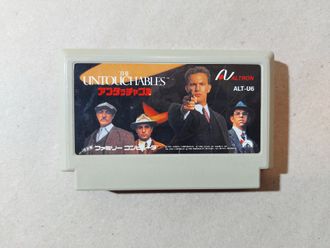 THE
UNTOUCHABLES™
アンタッチャブル
ALTRON
ALT-U6
ファミリー コンピュータ